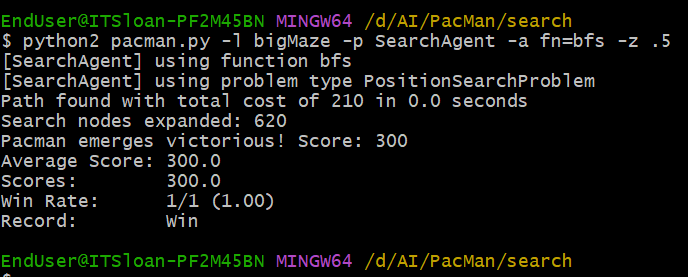 EndUser@ITSloan-PF2M45BN MINGW64 /d/AI/PacMan/search
$ python2 pacman.py -l bigMaze -p SearchAgent -a fn=bfs -z .5
[SearchAgent] using function bfs
[SearchAgent] using problem type PositionSearchProblem
Path found with total cost of 210 in 0.0 seconds
Search nodes expanded: 620
Pacman emerges victorious! Score: 300
Average Score: 300.0
Scores:        300.0
Win Rate:      1/1 (1.00)
Record:        Win
EndUser@ITSloan-PF2M45BN MINGW64 /d/AI/PacMan/search